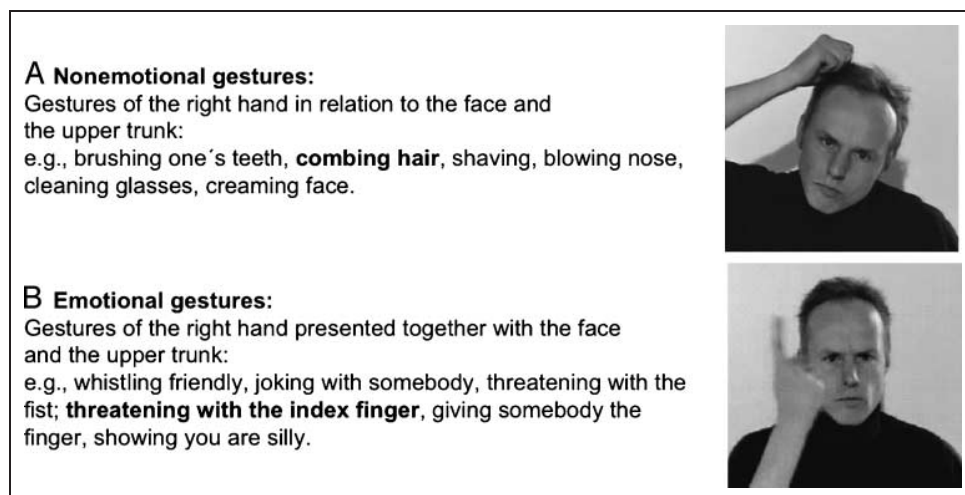 A Nonemotional gestures:
Gestures of the right hand in relation to the face and
the upper trunk:
e.g., brushing one´s teeth, combing hair, shaving, blowing nose,
cleaning glasses, creaming face.
B Emotional gestures:
Gestures of the right hand presented together with the face
and the upper trunk:
e.g., whistling friendly, joking with somebody, threatening with the
fist; threatening with the index finger, giving somebody the
finger, showing you are silly.